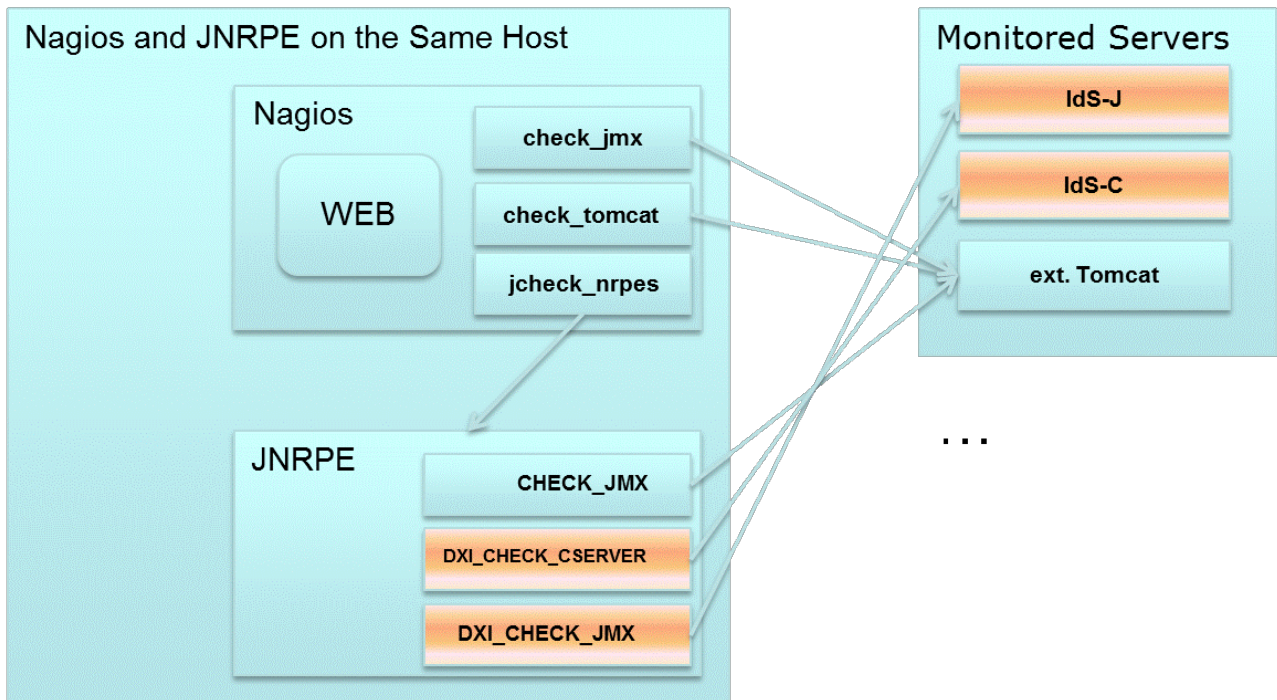 Nagios and JNRPE on the Same Host
Nagios
WEB
check_jmx
check_tomcat
jcheck_nrpes
JNRPE
CHECK_JMX
DXI_CHECK_CSERVER
DXI_CHECK_JMX
Monitored Servers
IdS-J
IdS-C
ext. Tomcat
...